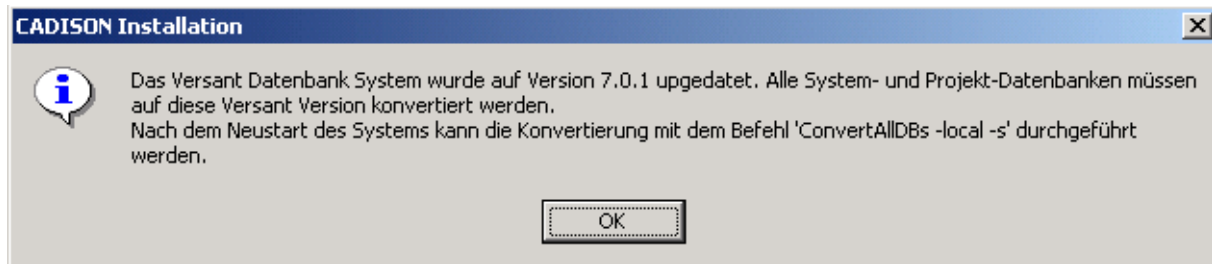 CADISON Installation
Das Versant Datenbank System wurde auf Version 7.0.1 upgedatet. Alle System- und Projekt-Datenbanken müssen
auf diese Versant Version konvertiert werden.
Nach dem Neustart des Systems kann die Konvertierung mit dem Befehl 'ConvertAllDBs -local -s' durchgeführt
werden.
OK